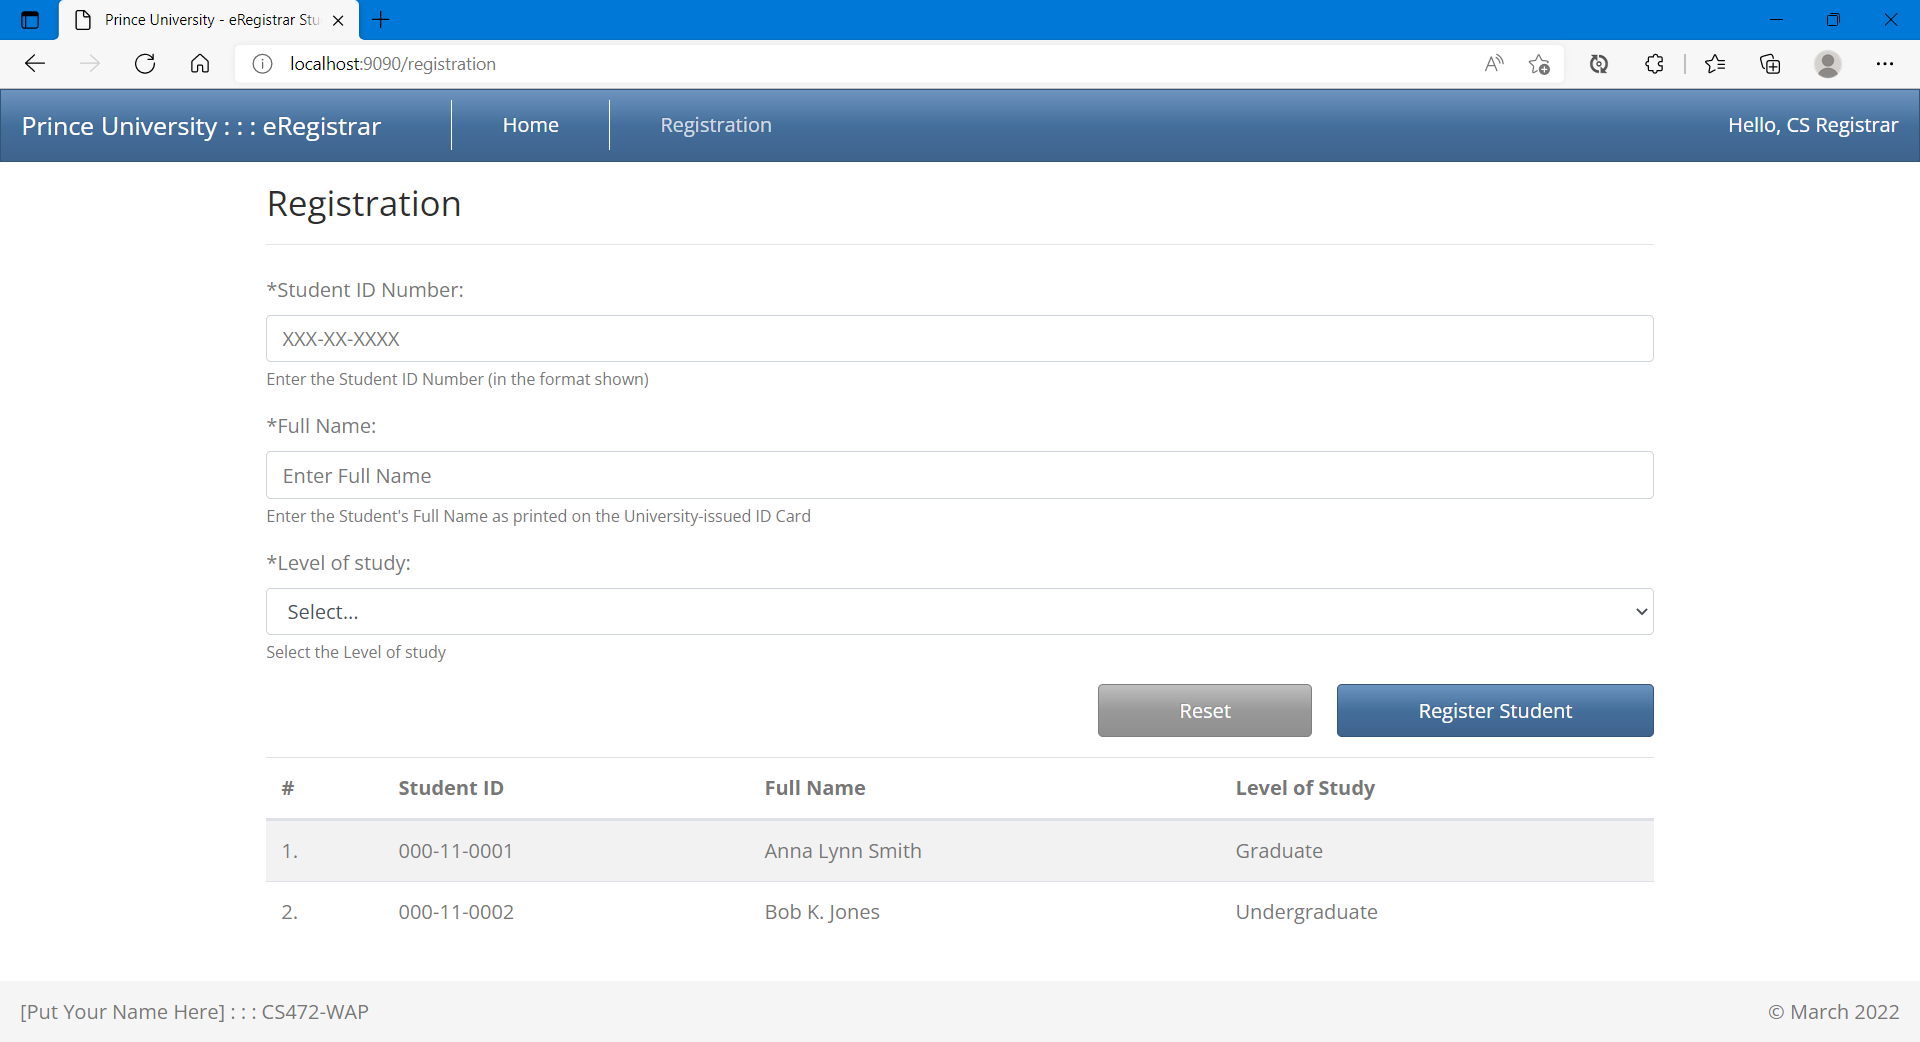 Prince University - eRegistrar Stu
localhost:9090/registration
Prince University : : : eRegistrar
Home
Registration
Hello, CS Registrar
Registration
*Student ID Number:
XXX-XX-XXXX
Enter the Student ID Number (in the format shown)
*Full Name:
Enter Full Name
Enter the Student's Full Name as printed on the University-issued ID Card
*Level of study:
Select...
Select the Level of study
Reset
Register Student
# Student ID Full Name Level of Study
1. 000-11-0001 Anna Lynn Smith Graduate
2. 000-11-0002 Bob K. Jones Undergraduate
[Put Your Name Here] : : : CS472-WAP
© March 2022